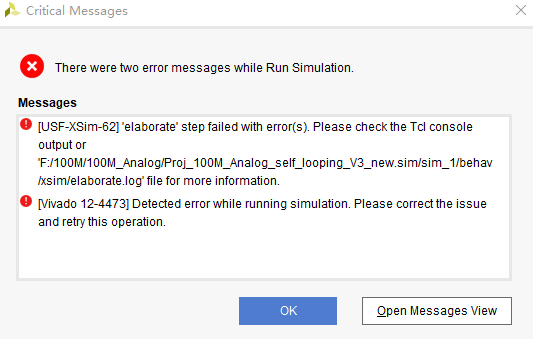 Critical Messages
There were two error messages while Run Simulation.
Messages
[USF-XSim-62] 'elaborate' step failed with error(s). Please check the Tcl console
output or
'F:/100M/100M_Analog/Proj_100M_Analog_self_looping_V3_new.sim/sim_1/behav
/xsim/elaborate.log' file for more information.
[Vivado 12-4473] Detected error while running simulation. Please correct the issue
and retry this operation.
OK
Open Messages View